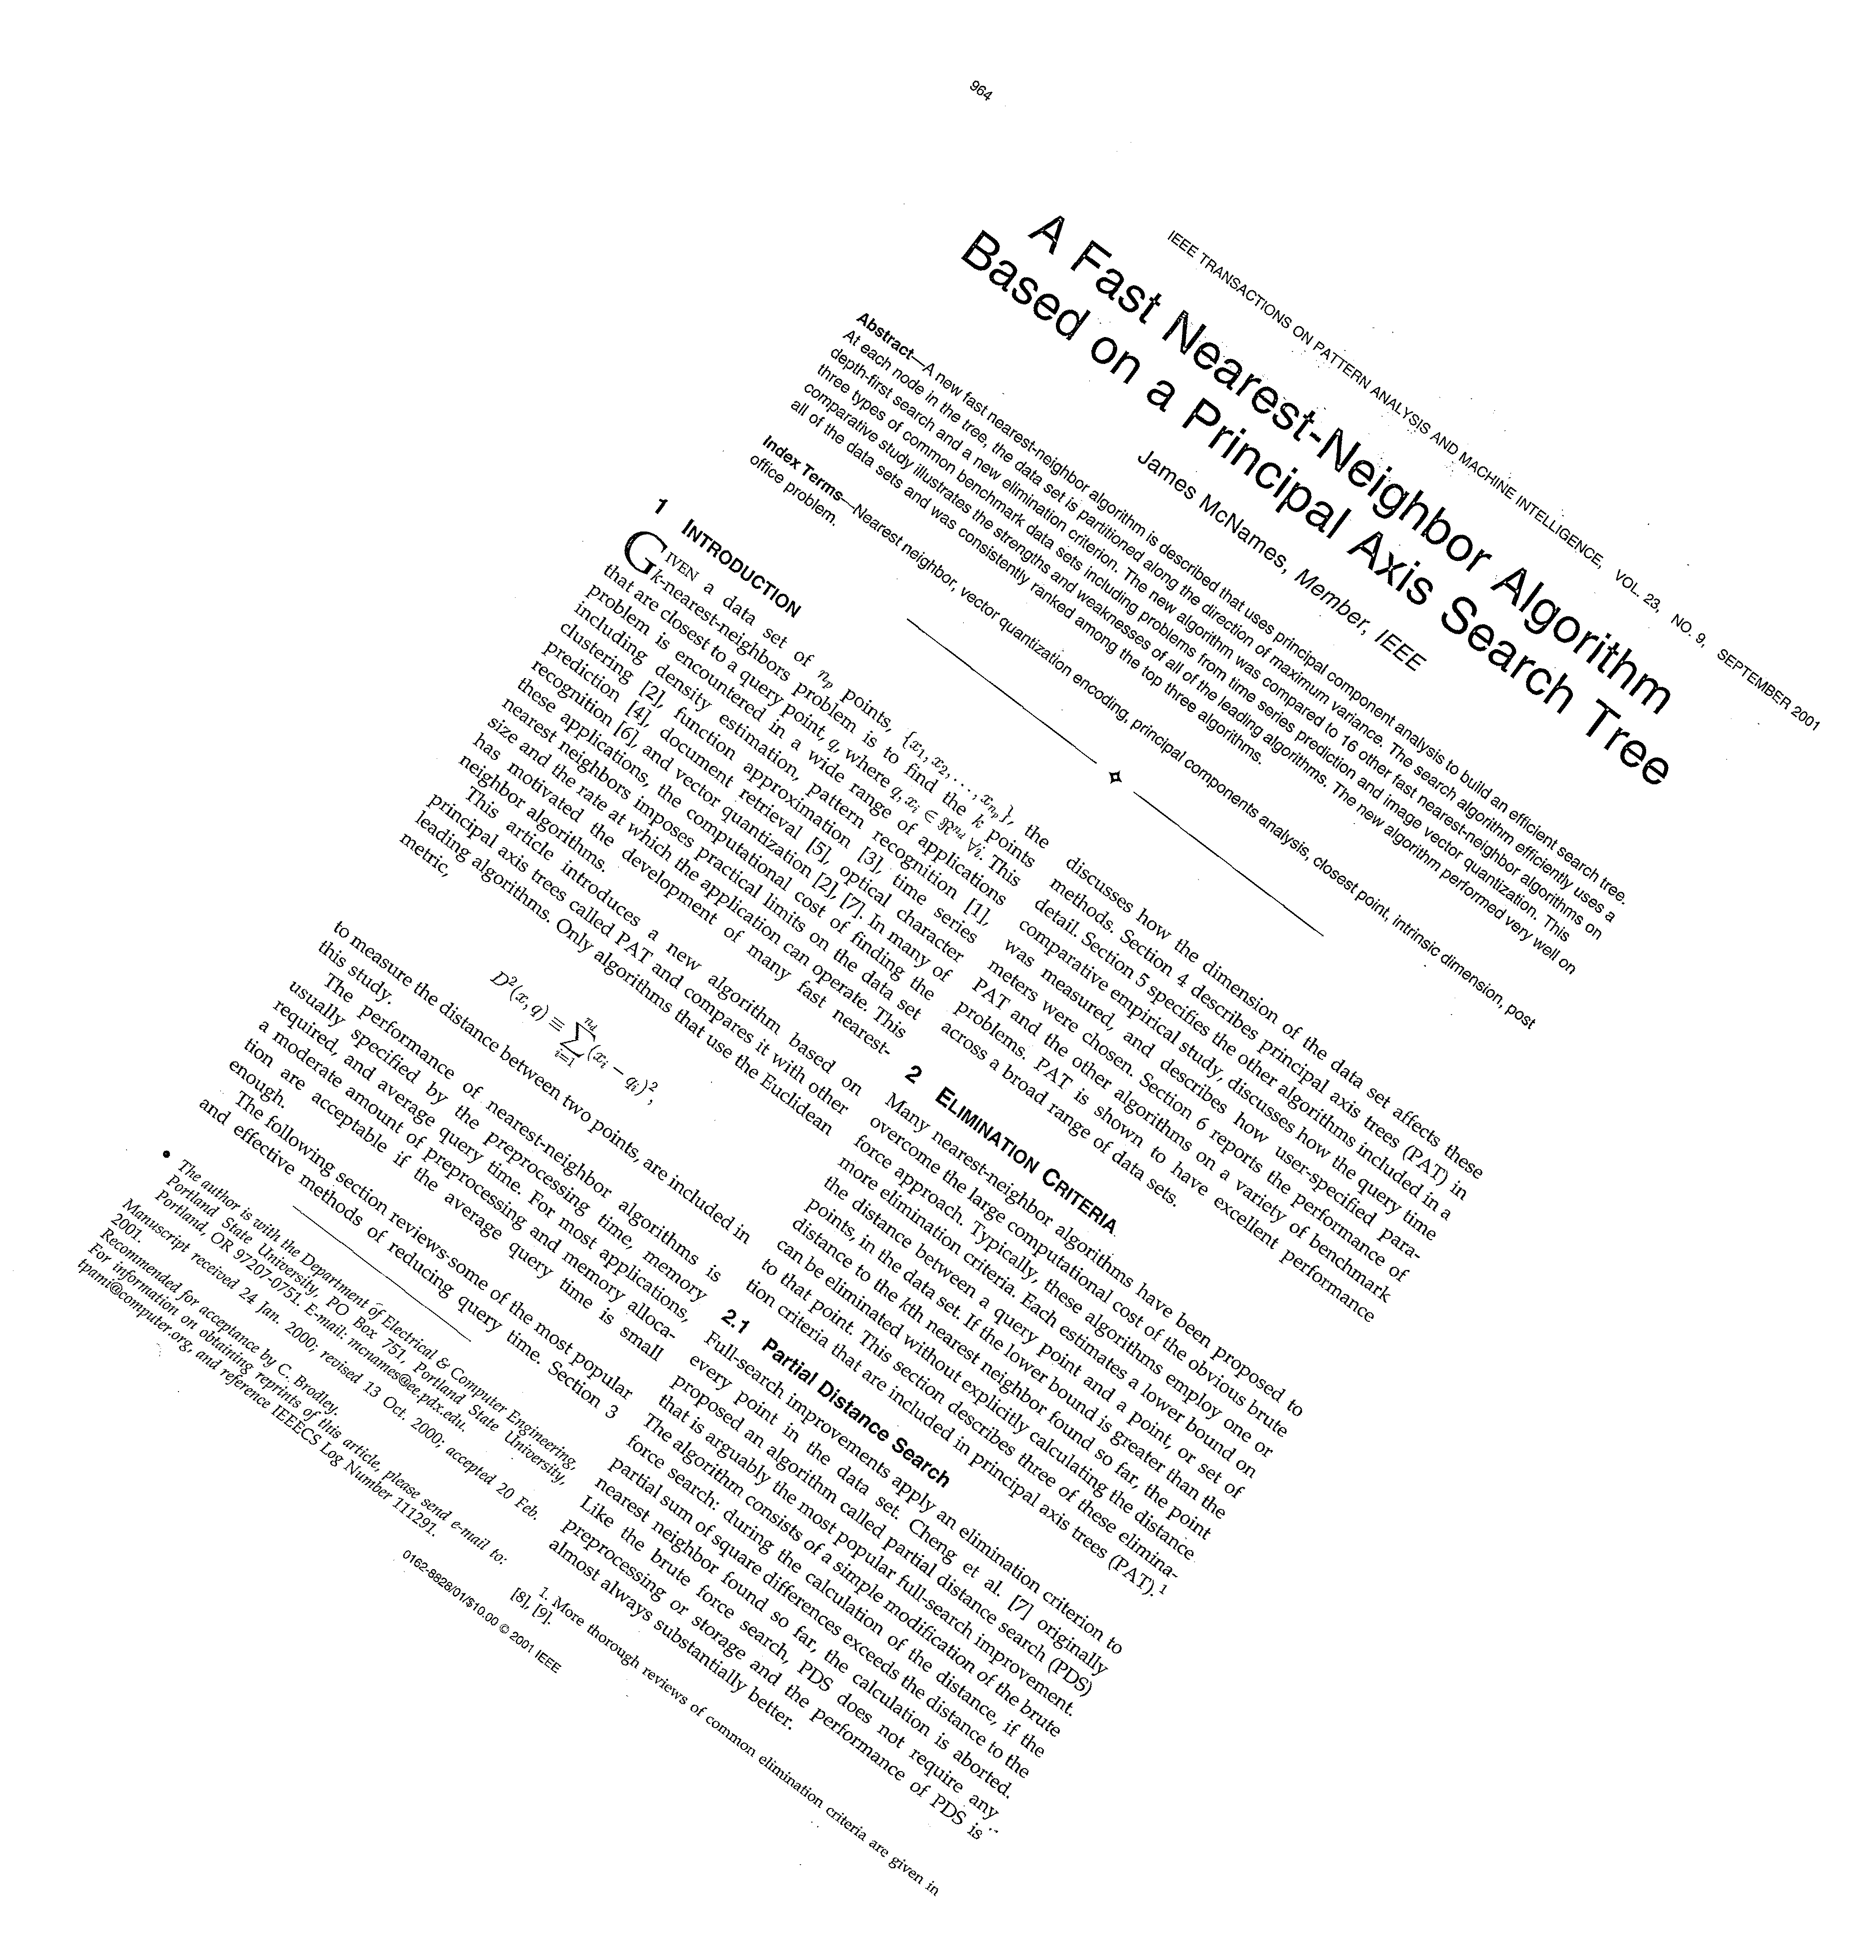 964
IEEE TRANSACTIONS ON PATTERN ANALYSIS AND MACHINE INTELLIGENCE, VOL. 23, NO. 9, SEPTEMBER 2001
A Fast Nearest-Neighbor Algorithm
Based on a Principal Axis Search Tree
James McNames, Member, IEEE
Abstract—A new fast nearest-neighbor algorithm is described that uses principal component analysis to build an efficient search tree.
At each node in the tree, the data set is partitioned along the direction of maximum variance. The search algorithm efficiently uses a
depth-first search and a new elimination criterion. The new algorithm was compared to 16 other fast nearest-neighbor algorithms on
three types of common benchmark data sets including problems from time series prediction and image vector quantization. This
comparative study illustrates the strengths and weaknesses of all of the leading algorithms. The new algorithm performed very well on
all of the data sets and was consistently ranked among the top three algorithms.
Index Terms—Nearest neighbor, vector quantization encoding, principal components analysis, closest point, intrinsic dimension, post
office problem.
1 INTRODUCTION
GIVEN a data set of n_p points, {x_1, x_2, ..., x_{n_p}}, the
k-nearest-neighbors problem is to find the k points
that are closest to a query point, q, where q, x_i ∈ ℜ^{n_d} ∀i. This
problem is encountered in a wide range of applications
including density estimation, pattern recognition [1],
clustering [2], function approximation [3], time series
prediction [4], document retrieval [5], optical character
recognition [6], and vector quantization [2], [7]. In many of
these applications, the computational cost of finding the
nearest neighbors imposes practical limits on the data set
size and the rate at which the application can operate. This
has motivated the development of many fast nearest-
neighbor algorithms.
This article introduces a new algorithm based on
principal axis trees called PAT and compares it with other
leading algorithms. Only algorithms that use the Euclidean
metric,
D^2(x, q) ≡ \sum_{i=1}^{n_d} (x_i − q_i)^2,
to measure the distance between two points, are included in
this study.
The performance of nearest-neighbor algorithms is
usually specified by the preprocessing time, memory
required, and average query time. For most applications,
a moderate amount of preprocessing and memory alloca-
tion are acceptable if the average query time is small
enough.
The following section reviews some of the most popular
and effective methods of reducing query time. Section 3
• The author is with the Department of Electrical & Computer Engineering,
Portland State University, PO Box 751, Portland State University,
Portland, OR 97207-0751. E-mail: mcnames@ee.pdx.edu.
Manuscript received 24 Jan. 2000; revised 13 Oct. 2000; accepted 20 Feb.
2001.
Recommended for acceptance by C. Brodley.
For information on obtaining reprints of this article, please send e-mail to:
tpami@computer.org, and reference IEEECS Log Number 111291.
discusses how the dimension of the data set affects these
methods. Section 4 describes principal axis trees (PAT) in
detail. Section 5 specifies the other algorithms included in a
comparative empirical study, discusses how the query time
was measured, and describes how user-specified para-
meters were chosen. Section 6 reports the performance of
PAT and the other algorithms on a variety of benchmark
problems. PAT is shown to have excellent performance
across a broad range of data sets.
2 ELIMINATION CRITERIA
Many nearest-neighbor algorithms have been proposed to
overcome the large computational cost of the obvious brute
force approach. Typically, these algorithms employ one or
more elimination criteria. Each estimates a lower bound on
the distance between a query point and a point, or set of
points, in the data set. If the lower bound is greater than the
distance to the kth nearest neighbor found so far, the point
can be eliminated without explicitly calculating the distance
to that point. This section describes three of these elimina-
tion criteria that are included in principal axis trees (PAT).1
2.1 Partial Distance Search
Full-search improvements apply an elimination criterion to
every point in the data set. Cheng et al. [7] originally
proposed an algorithm called partial distance search (PDS)
that is arguably the most popular full-search improvement.
The algorithm consists of a simple modification of the brute
force search: during the calculation of the distance, if the
partial sum of square differences exceeds the distance to the
nearest neighbor found so far, the calculation is aborted.
Like the brute force search, PDS does not require any
preprocessing or storage and the performance of PDS is
almost always substantially better.
1. More thorough reviews of common elimination criteria are given in
[8], [9].
0162-8828/01/$10.00 © 2001 IEEE